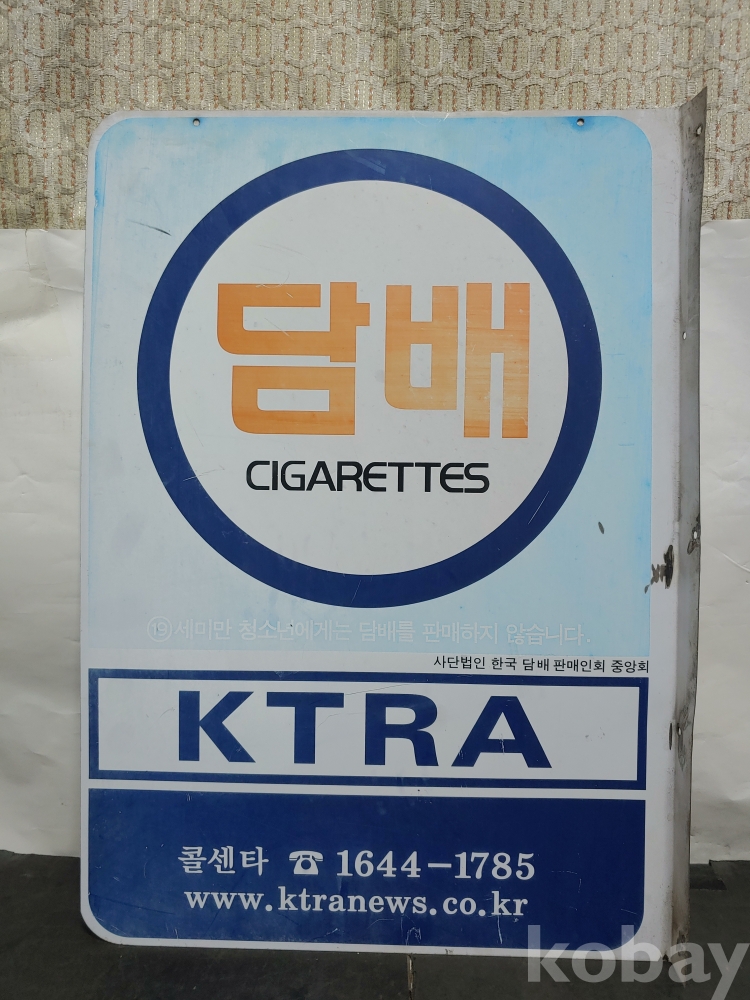 담배
CIGARETTES
⑲세미만 청소년에게는 담배를 판매하지 않습니다.
사단법인 한국 담배 판매인회 중앙회
KTRA
콜센타 ☎ 1644-1785
www.ktranews.co.kr
kobay